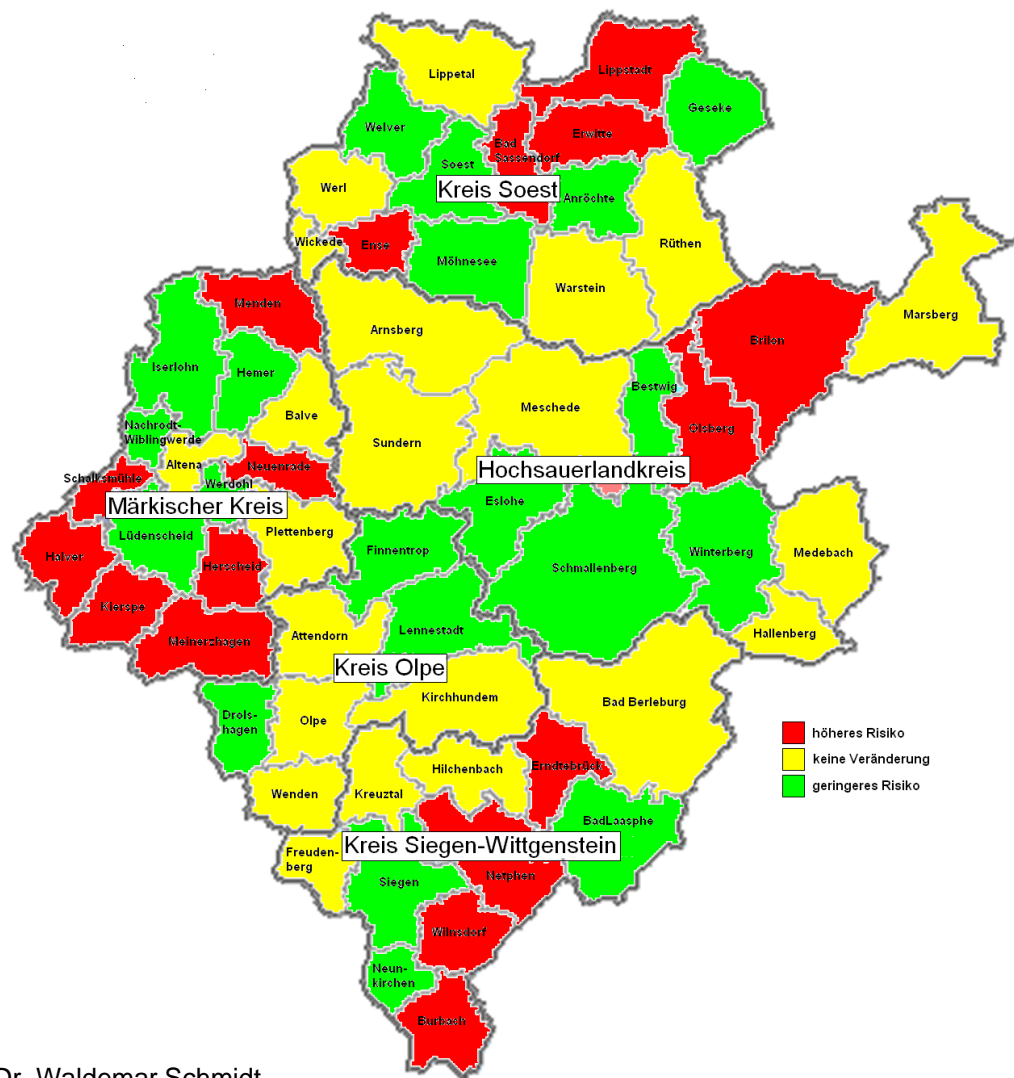 Lippetal
Lippstadt
Geseke
Welver
Erwitte
Bad
Sassendorf
Soest
Kreis Soest
Werl
Anröchte
Wickede
Ense
Möhnesee
Rüthen
Warstein
Menden
Arnsberg
Marsberg
Brilon
Iserlohn
Hemer
Bestwig
Balve
Meschede
Nachrodt-
Wiblingwerde
Sundern
Olsberg
Altena
Neuenrade
Hochsauerlandkreis
Schalksmühle
Werdohl
Märkischer Kreis
Eslohe
Lüdenscheid
Plettenberg
Finnentrop
Winterberg
Medebach
Halver
Herscheid
Schmallenberg
Kierspe
Meinerzhagen
Attendorn
Lennestadt
Hallenberg
Kreis Olpe
Kirchhundem
Bad Berleburg
Drols-
hagen
Olpe
höheres Risiko
keine Veränderung
geringeres Risiko
Hilchenbach
Erndtebrück
Wenden
Kreuztal
BadLaasphe
Kreis Siegen-Wittgenstein
Freuden-
berg
Siegen
Netphen
Wilnsdorf
Neun-
kirchen
Burbach
Dr. Waldemar Schmidt